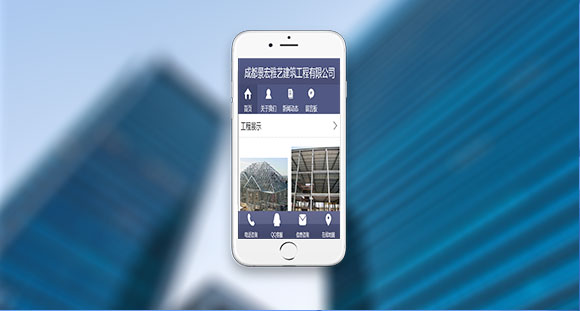 成都景宏雅艺建筑工程有限公司
首页 关于我们 新闻动态 留言板
工程展示
电话咨询 QQ客服 信息咨询 在线地图